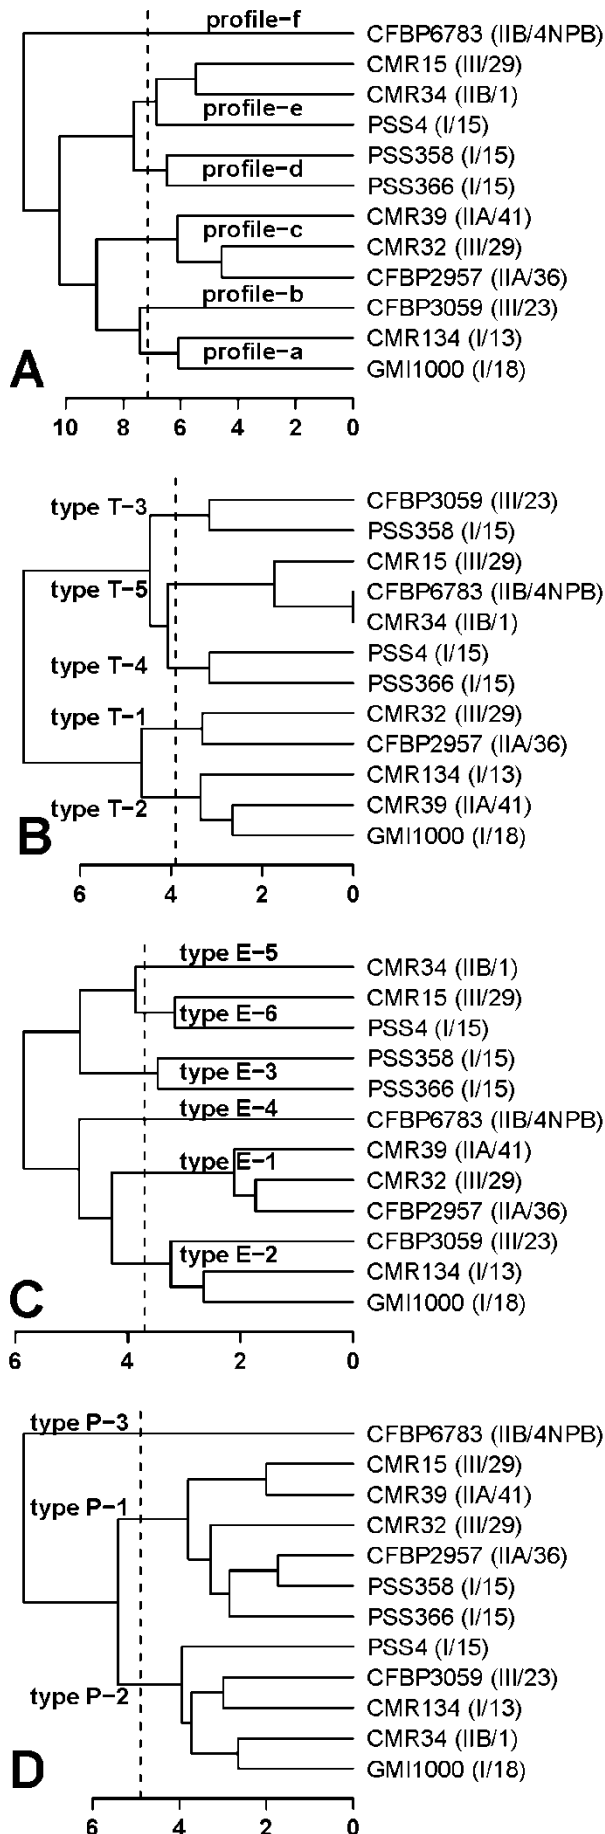 profile-f
CFBP6783 (IIB/4NPB)
CMR15 (III/29)
CMR34 (IIB/1)
profile-e
PSS4 (I/15)
PSS358 (I/15)
profile-d
PSS366 (I/15)
CMR39 (IIA/41)
profile-c
CMR32 (III/29)
CFBP2957 (IIA/36)
profile-b
CFBP3059 (III/23)
CMR134 (I/13)
profile-a
GMI1000 (I/18)
A
10 8 6 4 2 0
type T-3
CFBP3059 (III/23)
PSS358 (I/15)
CMR15 (III/29)
type T-5
CFBP6783 (IIB/4NPB)
CMR34 (IIB/1)
PSS4 (I/15)
type T-4
PSS366 (I/15)
type T-1
CMR32 (III/29)
CFBP2957 (IIA/36)
CMR134 (I/13)
type T-2
CMR39 (IIA/41)
GMI1000 (I/18)
B
6 4 2 0
type E-5
CMR34 (IIB/1)
CMR15 (III/29)
type E-6
PSS4 (I/15)
PSS358 (I/15)
type E-3
PSS366 (I/15)
type E-4
CFBP6783 (IIB/4NPB)
CMR39 (IIA/41)
type E-1
CMR32 (III/29)
CFBP2957 (IIA/36)
CFBP3059 (III/23)
type E-2
CMR134 (I/13)
GMI1000 (I/18)
C
6 4 2 0
type P-3
CFBP6783 (IIB/4NPB)
CMR15 (III/29)
CMR39 (IIA/41)
type P-1
CMR32 (III/29)
CFBP2957 (IIA/36)
PSS358 (I/15)
PSS366 (I/15)
PSS4 (I/15)
CFBP3059 (III/23)
type P-2
CMR134 (I/13)
CMR34 (IIB/1)
GMI1000 (I/18)
D
6 4 2 0